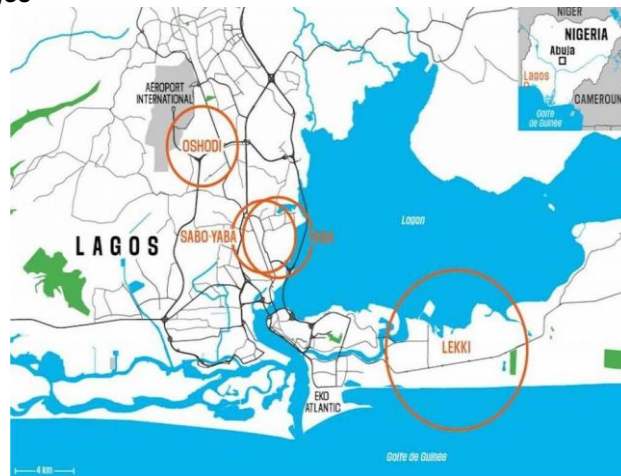 NIGER
NIGERIA
Abuja
Lagos
CAMEROUN
Golfe
de Guinée
AÉROPORT
INTERNATIONAL
OSHODI
Lagon
SABO YABA
YABA
LAGOS
LEKKI
EKO
ATLANTIC
Golfe de Guinée
4 km